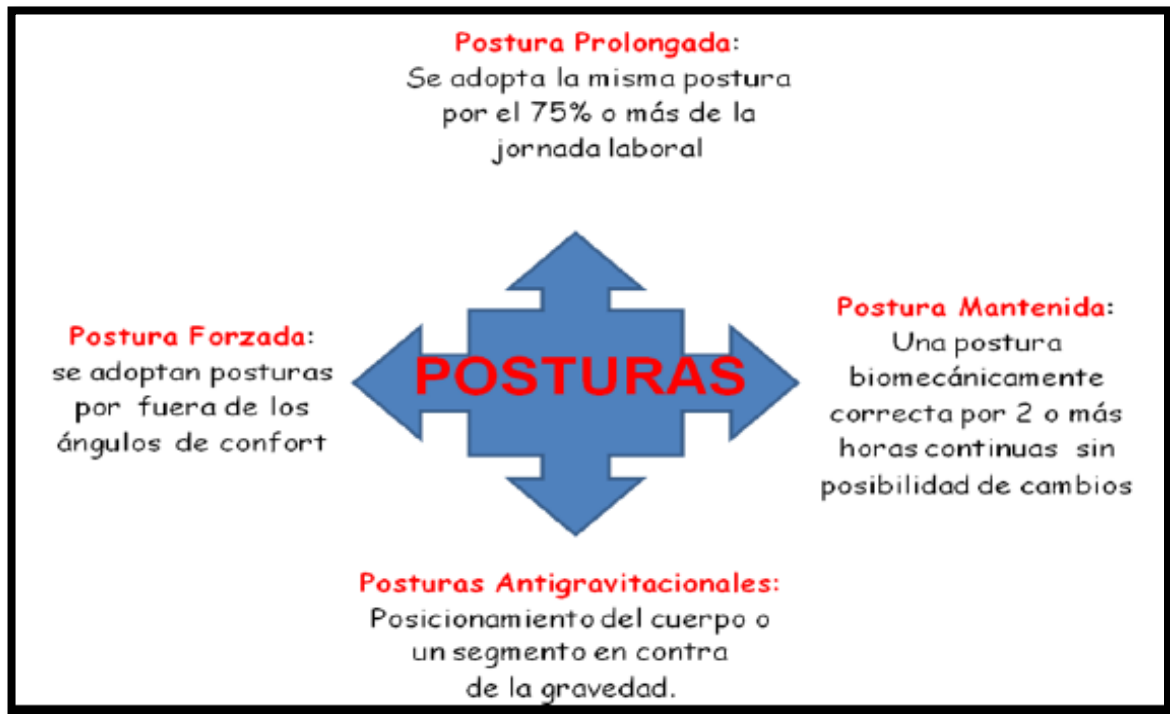 Postura Prolongada:
Se adopta la misma postura
por el 75% o más de la
jornada laboral
Postura Forzada:
se adoptan posturas
por fuera de los
ángulos de confort
POSTURAS
Postura Mantenida:
Una postura
biomecánicamente
correcta por 2 o más
horas continuas sin
posibilidad de cambios
Posturas Antigravitacionales:
Posicionamiento del cuerpo o
un segmento en contra
de la gravedad.